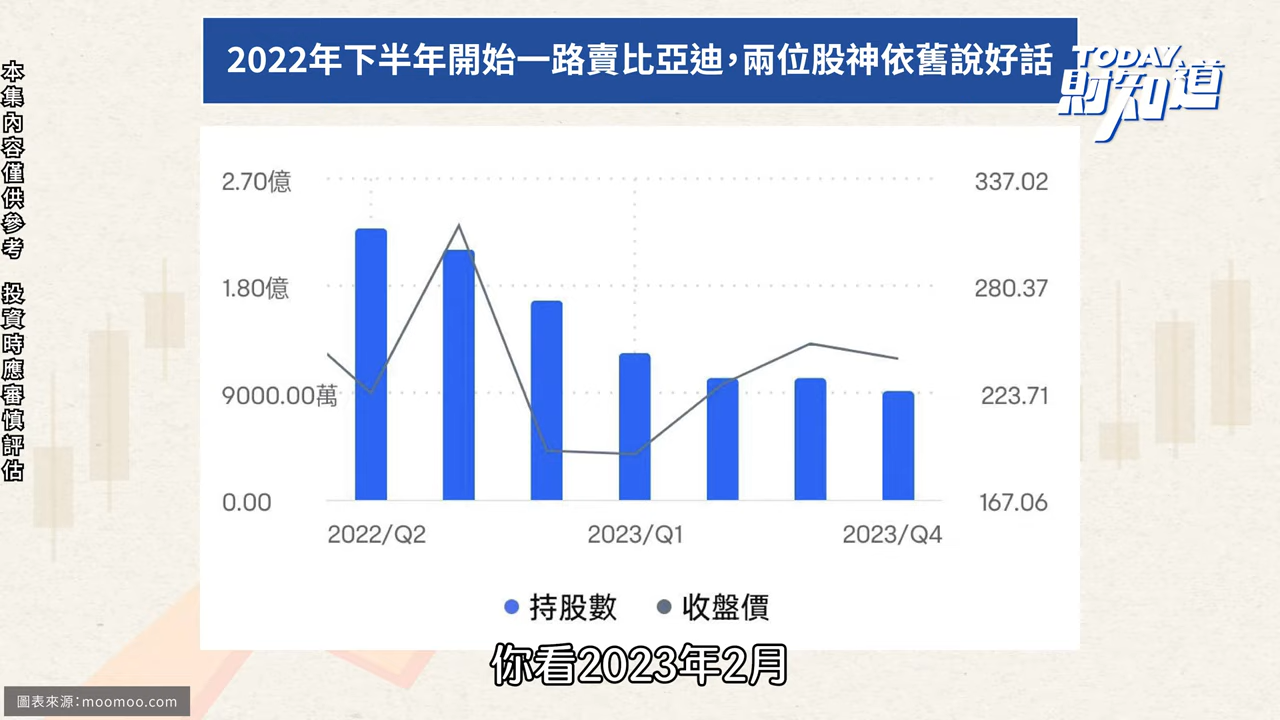 2022年下半年開始一路賣比亞迪,兩位股神依舊說好話
TODAY
財知道
本集內容僅供參考 投資時應審慎評估
2.70億
337.02
1.80億
280.37
9000.00萬
223.71
0.00
167.06
2022/Q2
2023/Q1
2023/Q4
持股數
收盤價
你看2023年2月
圖表來源:moomoo.com